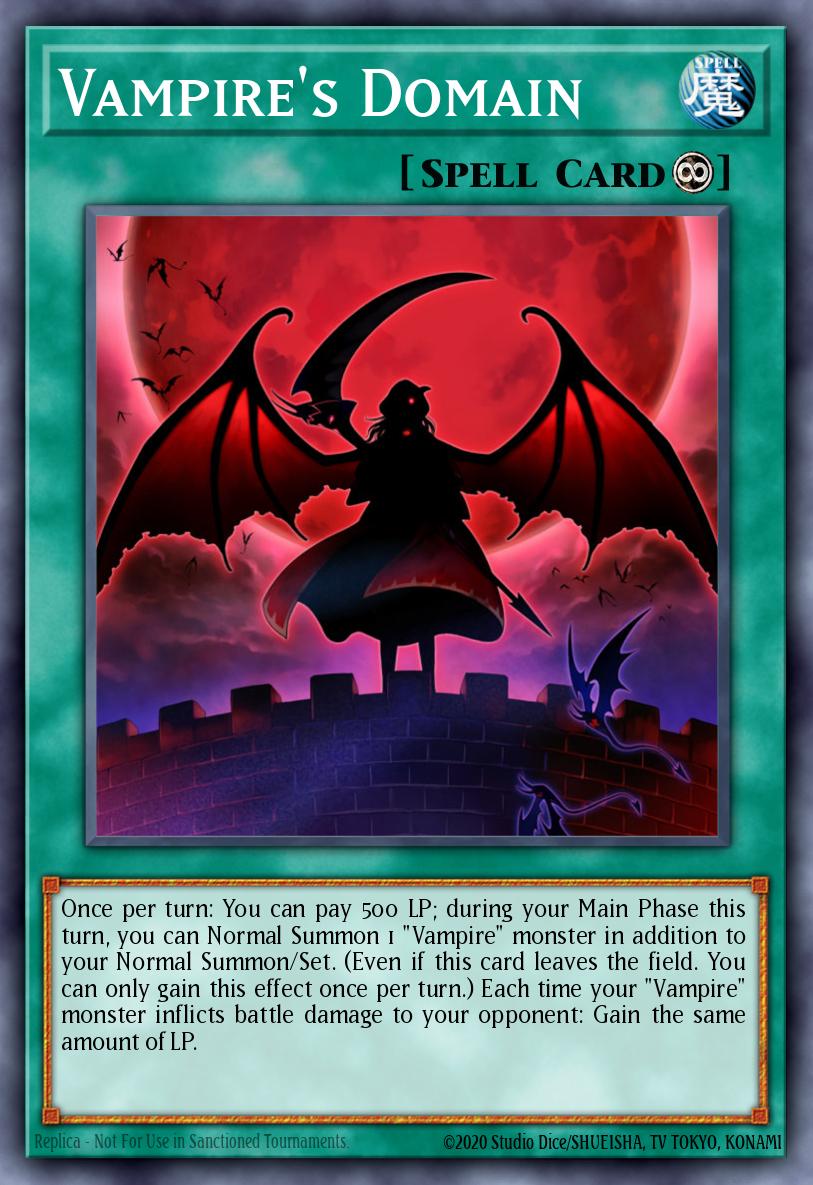 Vampire's Domain
SPELL
魔
[Spell Card]
Once per turn: You can pay 500 LP; during your Main Phase this
turn, you can Normal Summon 1 "Vampire" monster in addition to
your Normal Summon/Set. (Even if this card leaves the field. You
can only gain this effect once per turn.) Each time your "Vampire"
monster inflicts battle damage to your opponent: Gain the same
amount of LP.
Replica - Not For Use in Sanctioned Tournaments.
©2020 Studio Dice/SHUEISHA, TV TOKYO, KONAMI